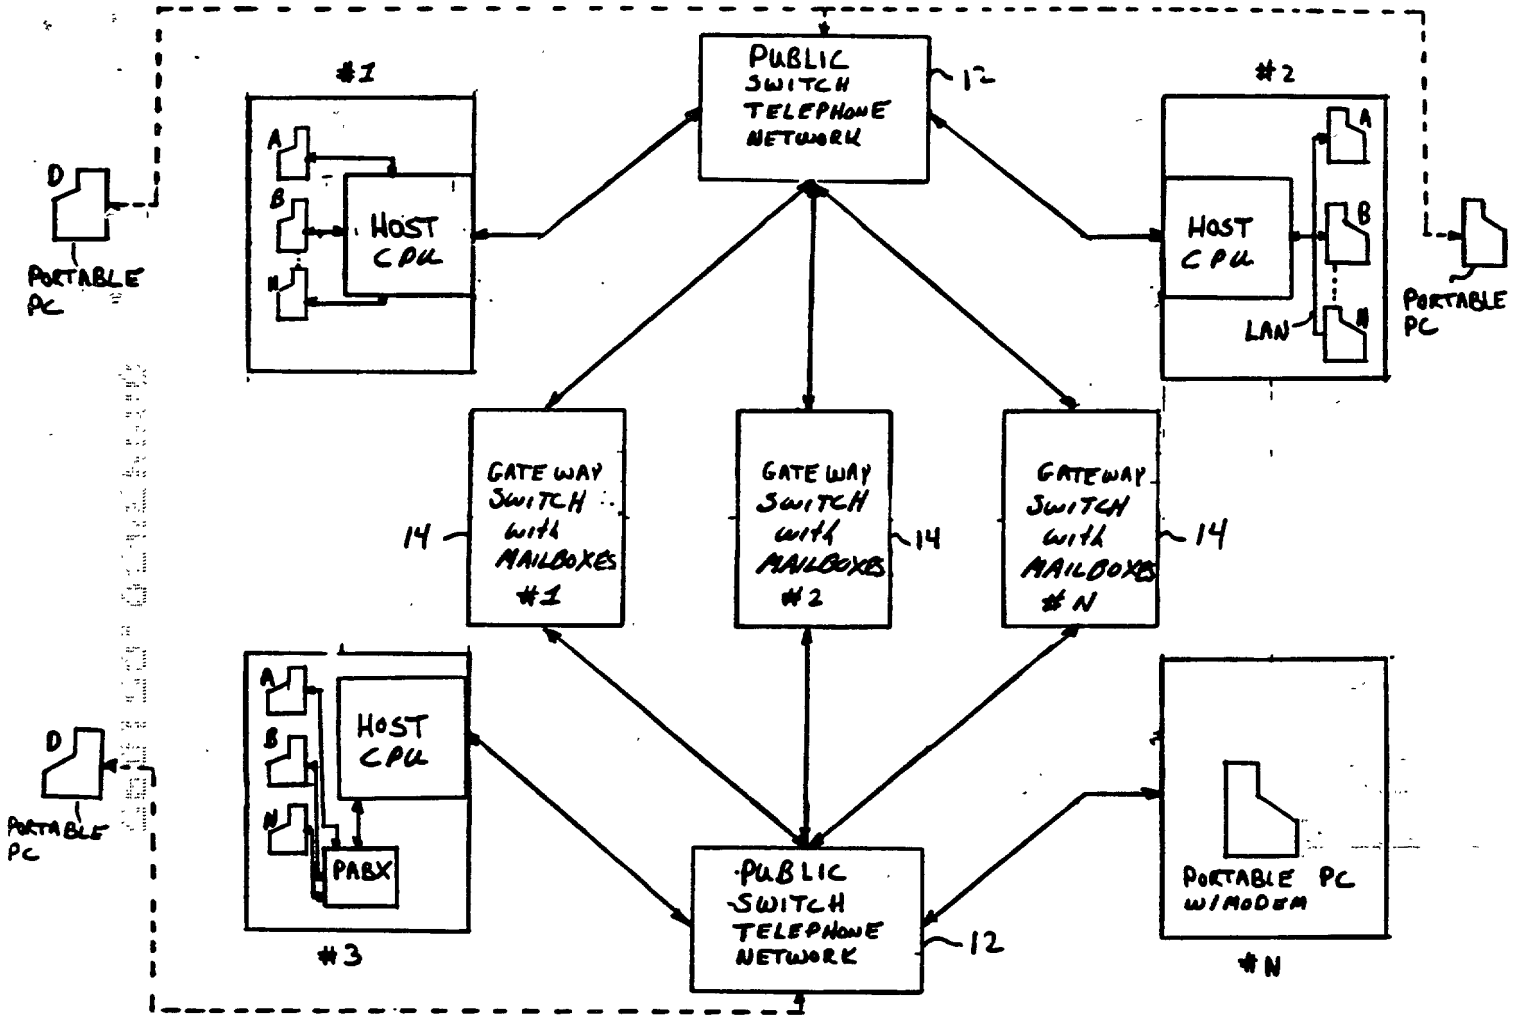 #1
PUBLIC
SWITCH
TELEPHONE
NETWORK
12
#2
D
PORTABLE
PC
A
B
N
HOST
CPU
HOST
CPU
A
B
N
LAN
PORTABLE
PC
GATEWAY
SWITCH
with
MAILBOXES
#1
14
GATEWAY
SWITCH
with
MAILBOXES
#2
14
GATEWAY
SWITCH
with
MAILBOXES
#N
14
D
PORTABLE
PC
A
B
N
HOST
CPU
PABX
#3
PUBLIC
SWITCH
TELEPHONE
NETWORK
12
PORTABLE PC
W/MODEM
#N